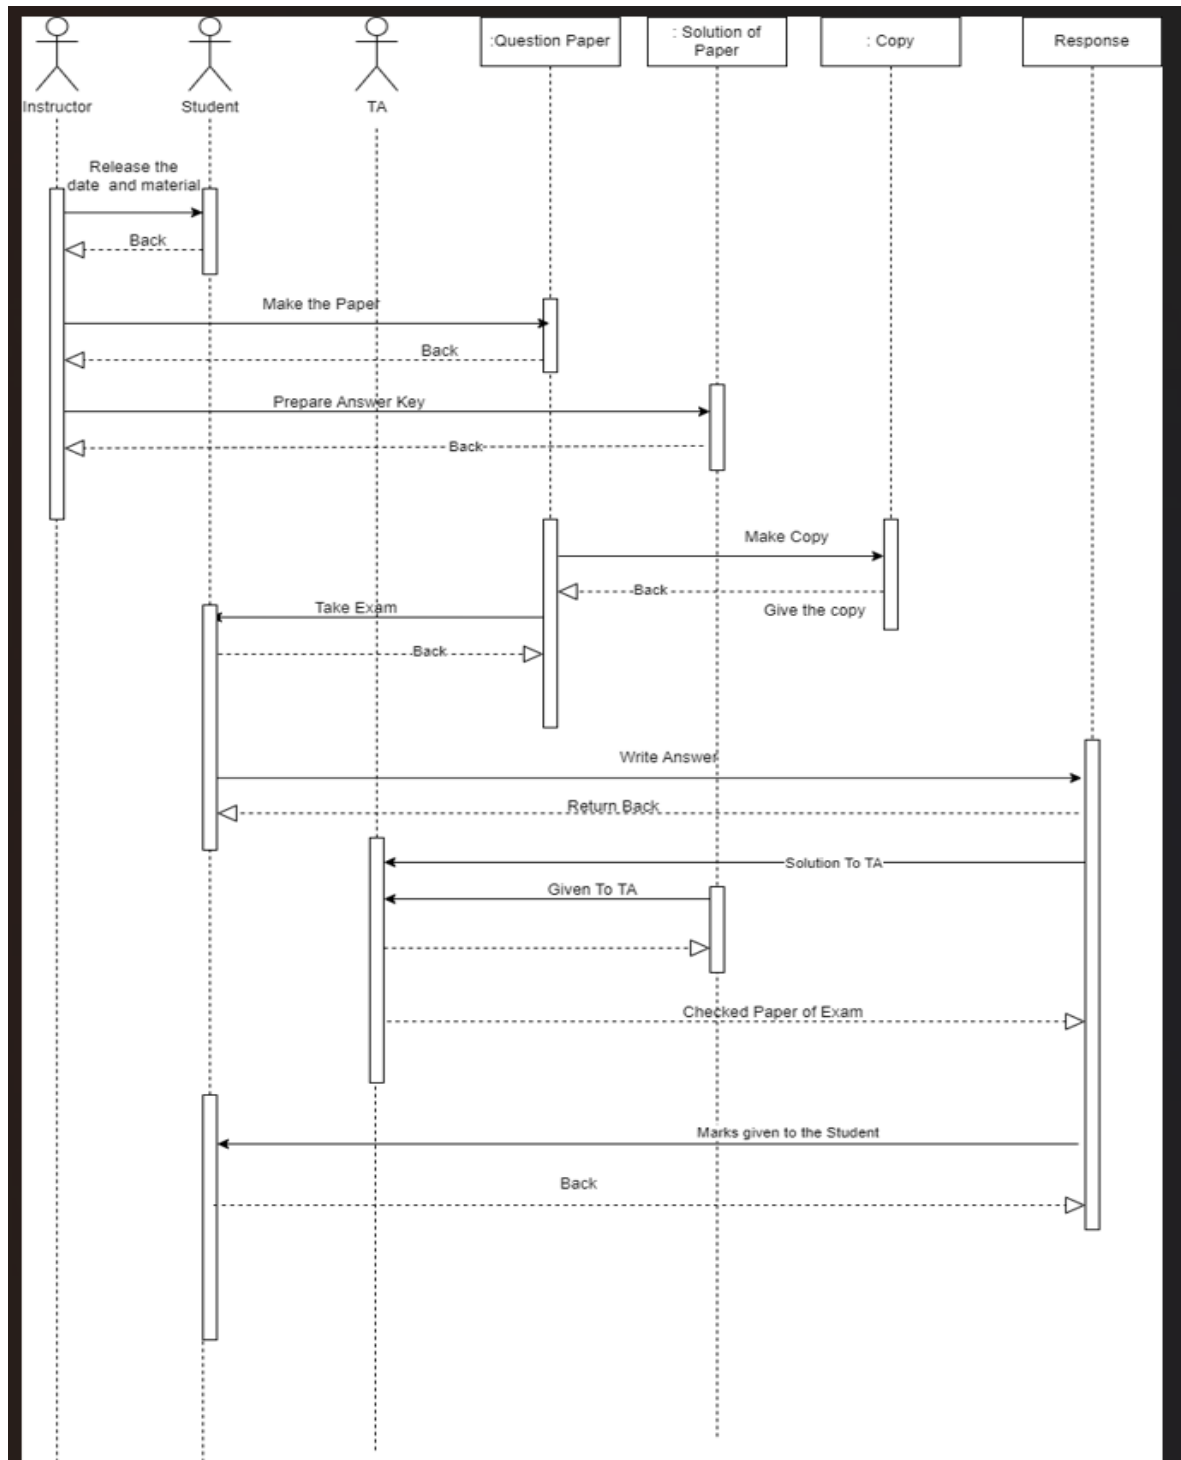 :Question Paper
: Solution of
Paper
: Copy
Response
Instructor
Student
TA
Release the
date and material
Back
Make the Paper
Back
Prepare Answer Key
Back
Make Copy
Back
Take Exam
Give the copy
Back
Write Answer
Return Back
Solution To TA
Given To TA
Checked Paper of Exam
Marks given to the Student
Back